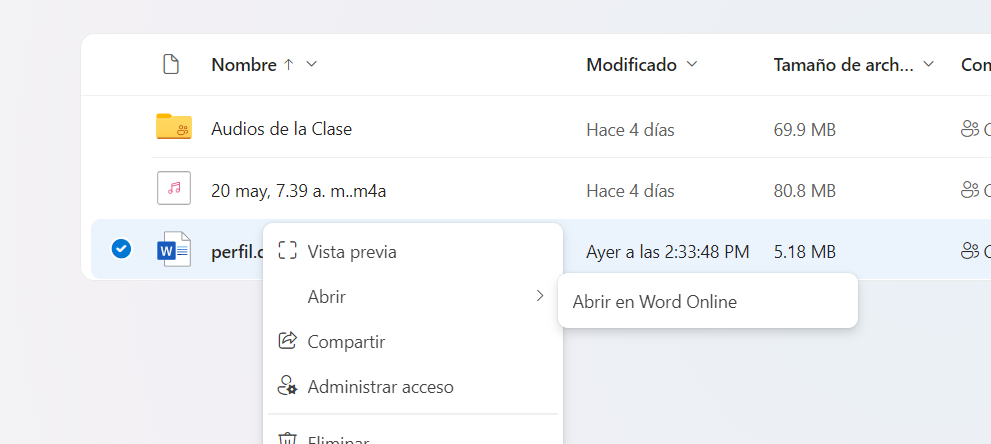 Nombre Modificado Tamaño de arch... Com
Audios de la Clase Hace 4 días 69.9 MB
20 may, 7.39 a. m..m4a Hace 4 días 80.8 MB
W perfil.d Ayer a las 2:33:48 PM 5.18 MB
Vista previa
Abrir Abrir en Word Online
Compartir
Administrar acceso
Eliminar